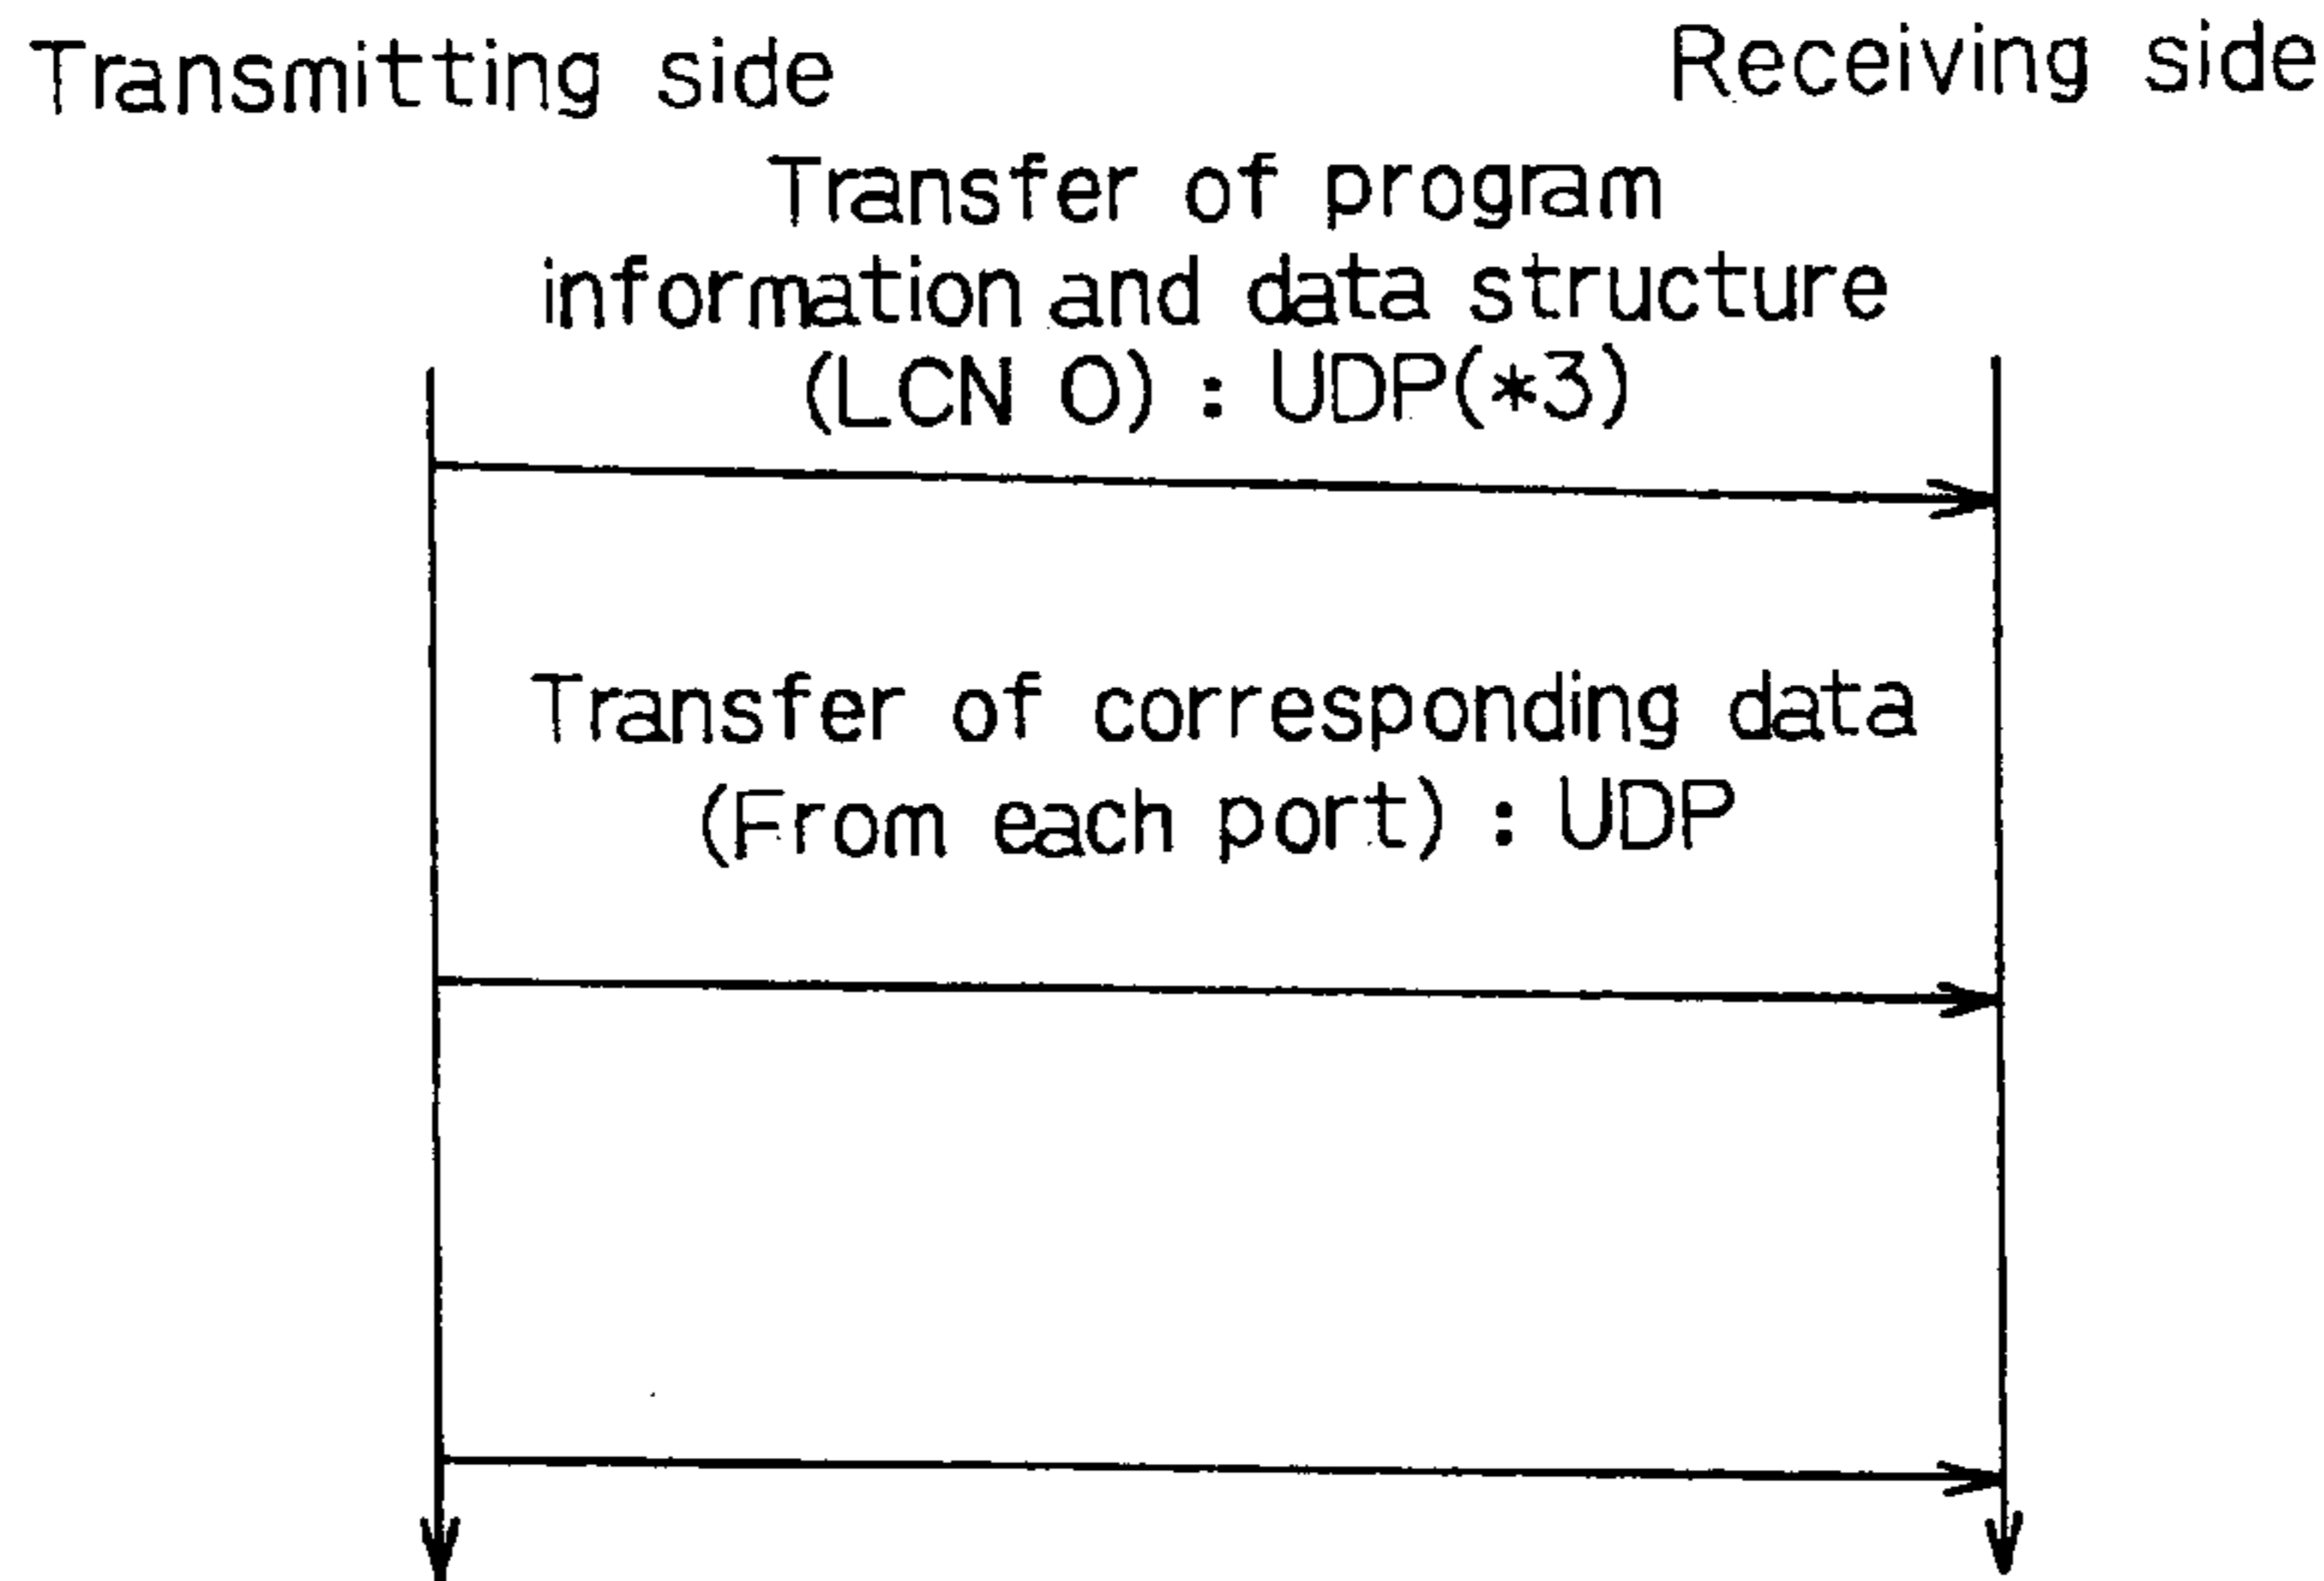 Transmitting side
Receiving side
Transfer of program
information and data structure
(LCN 0) : UDP(*3)
Transfer of corresponding data
(From each port) : UDP